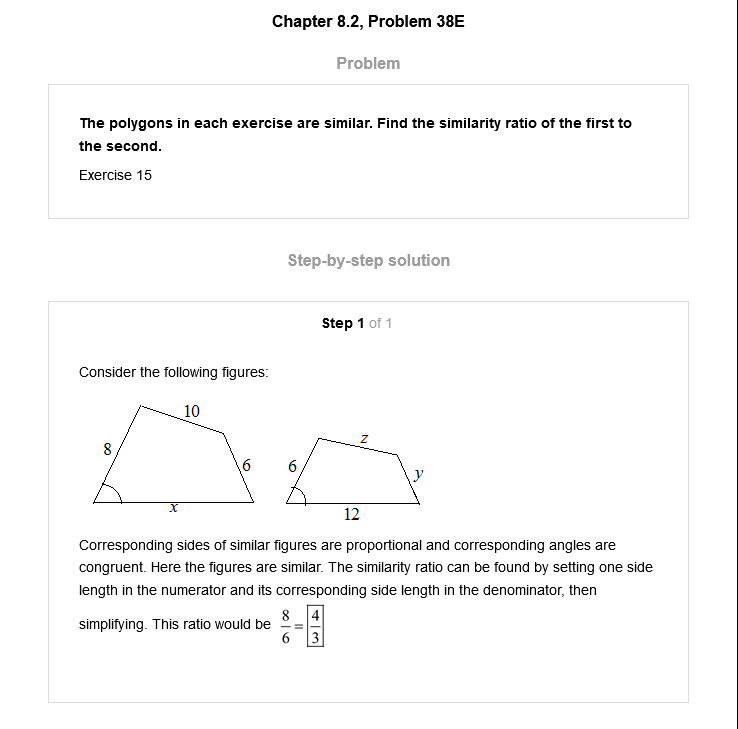 Chapter 8.2, Problem 38E
Problem
The polygons in each exercise are similar. Find the similarity ratio of the first to
the second.
Exercise 15
Step-by-step solution
Step 1 of 1
Consider the following figures:
10
8
6
x
z
6
y
12
Corresponding sides of similar figures are proportional and corresponding angles are
congruent. Here the figures are similar. The similarity ratio can be found by setting one side
length in the numerator and its corresponding side length in the denominator, then
simplifying. This ratio would be 8/6 = 4/3